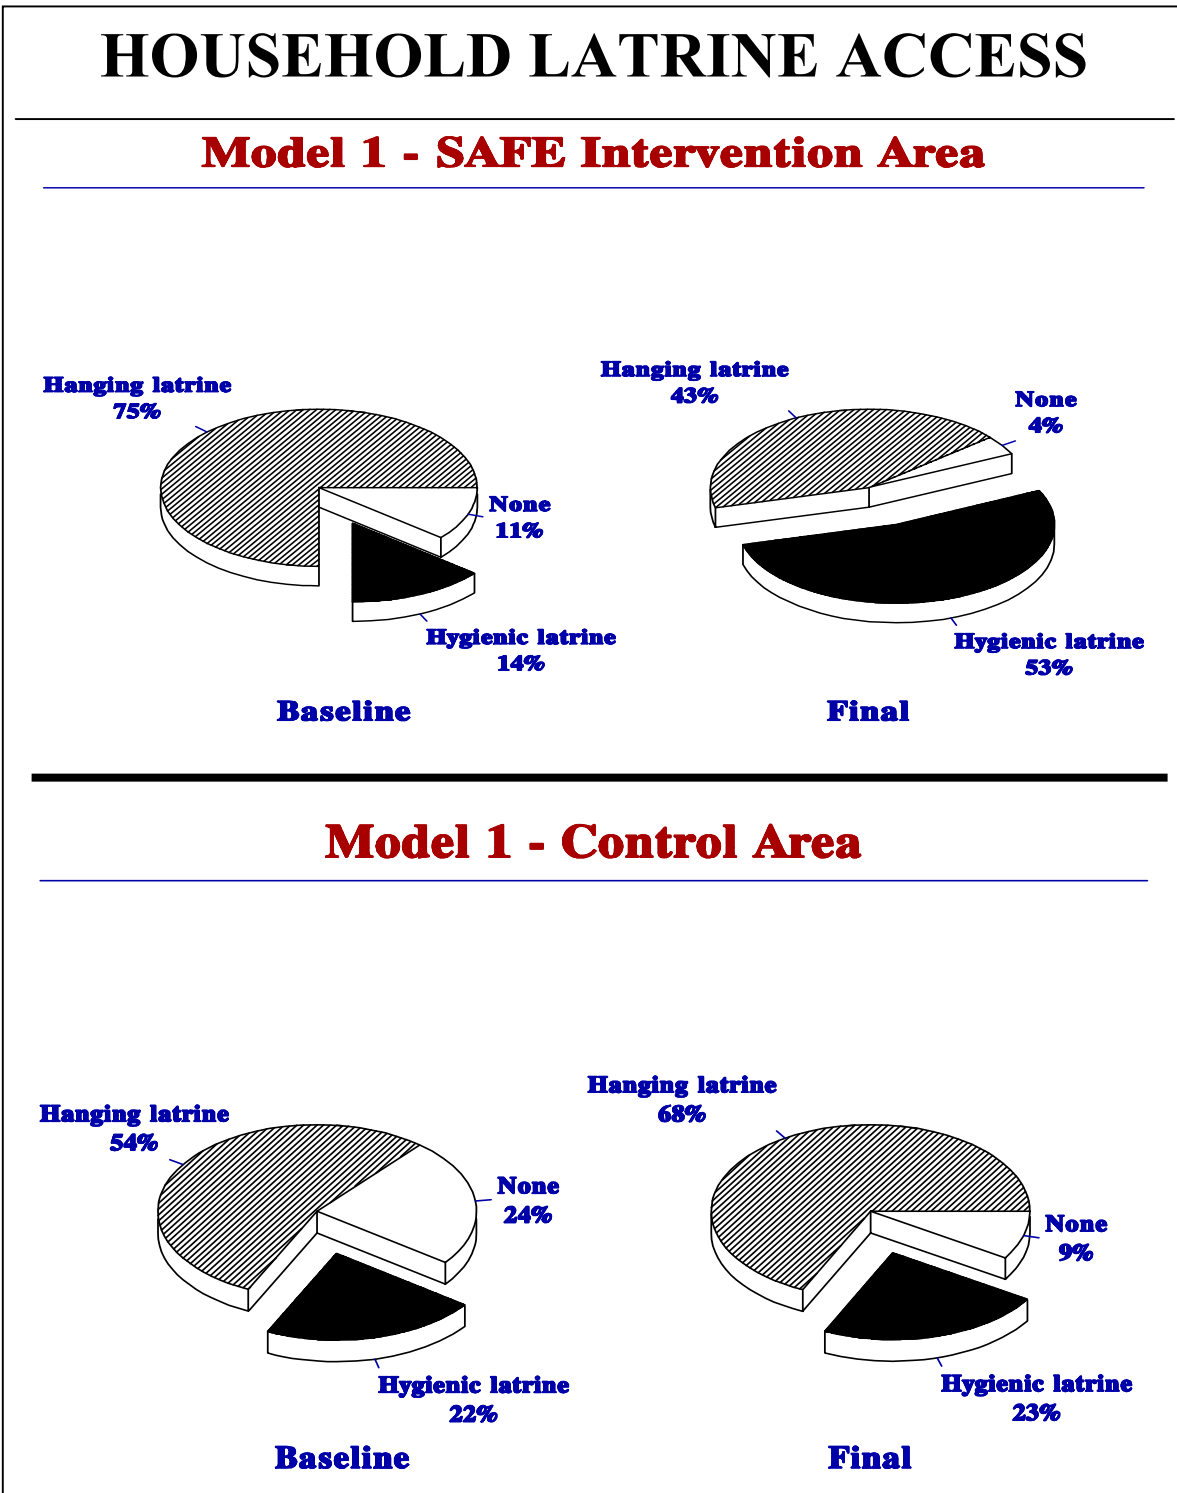 HOUSEHOLD LATRINE ACCESS
Model 1 - SAFE Intervention Area
Hanging latrine
75%
None
11%
Hygienic latrine
14%
Baseline
Hanging latrine
43%
None
4%
Hygienic latrine
53%
Final
Model 1 - Control Area
Hanging latrine
54%
None
24%
Hygienic latrine
22%
Baseline
Hanging latrine
68%
None
9%
Hygienic latrine
23%
Final